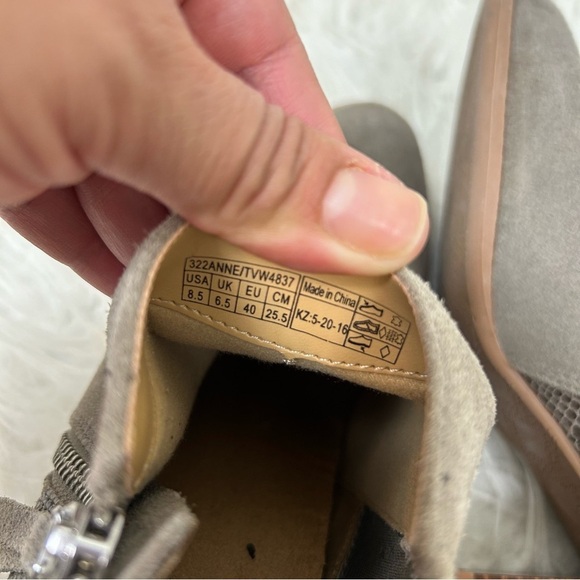 322ANNE/TVW4837
USA UK EU CM
8.5 6.5 40 25.5
Made in China
KZ:5-20-16